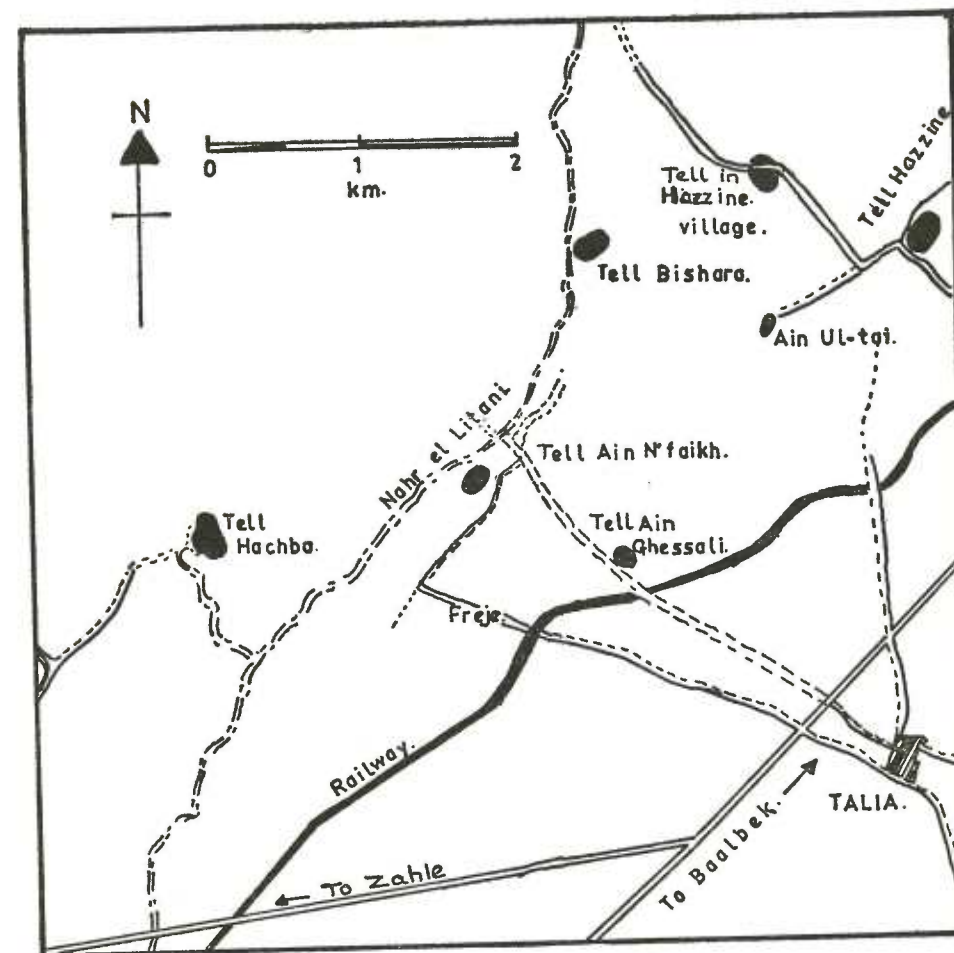 N
0 1 2
km.
Tell in
Hazzine.
village.
Tell Hazzine
Tell Bishara.
Ain Ul-tai.
Nahr el Litani
Tell Ain N'faikh.
Tell
Hachba.
Tell Ain
Ghessali.
Freje.
Railway.
TALIA.
To Baalbek.
To Zahle